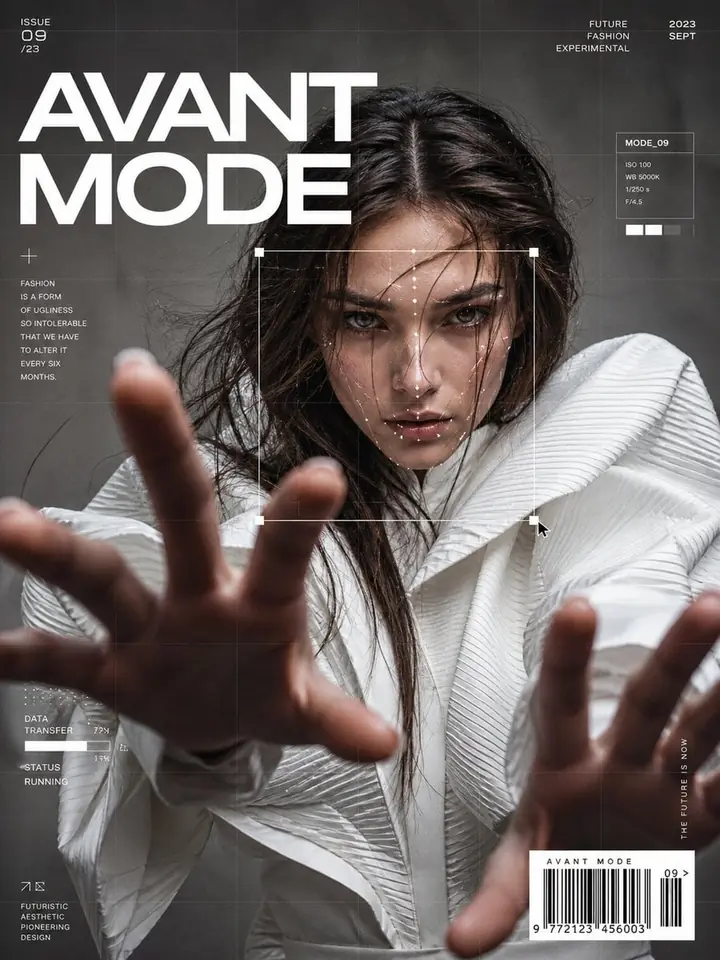 ISSUE
09
/23
FUTURE
FASHION
EXPERIMENTAL
2023
SEPT
AVANT
MODE
MODE_09
ISO 100
WB 5000K
1/250 s
F/4.5
FASHION
IS A FORM
OF UGLINESS
SO INTOLERABLE
THAT WE HAVE
TO ALTER IT
EVERY SIX
MONTHS.
DATA
TRANSFER
STATUS
RUNNING
THE FUTURE IS NOW
FUTURISTIC
AESTHETIC
PIONEERING
DESIGN
AVANT MODE
09 >
9 772123 456003